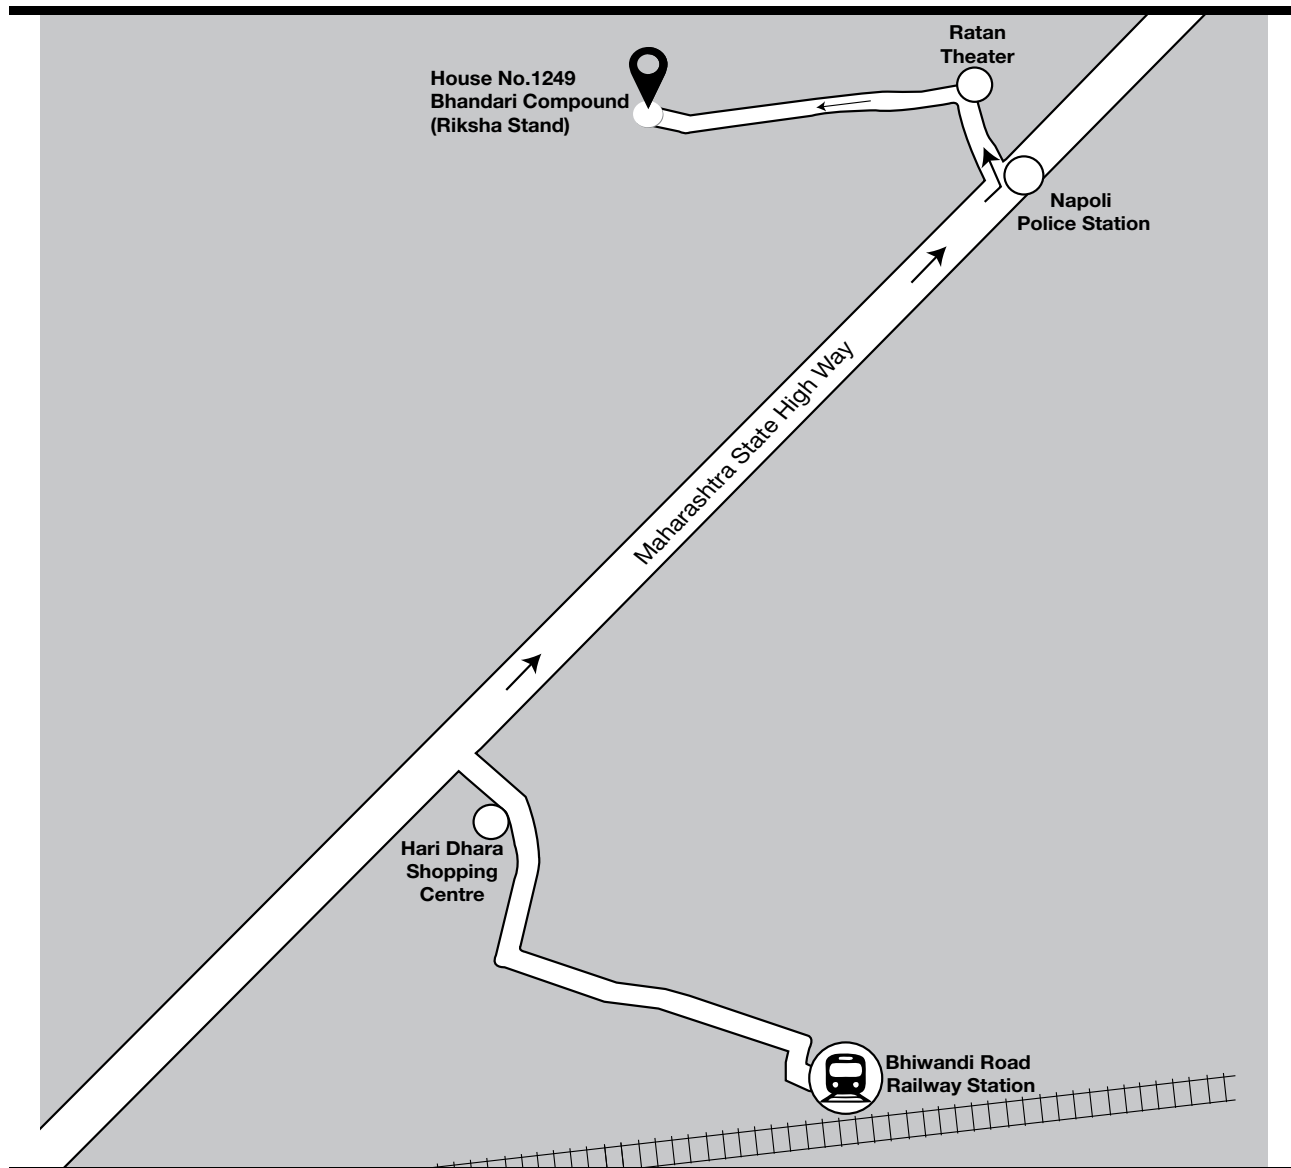 Ratan
Theater
House No.1249
Bhandari Compound
(Riksha Stand)
Napoli
Police Station
Maharashtra State High Way
Hari Dhara
Shopping
Centre
Bhiwandi Road
Railway Station